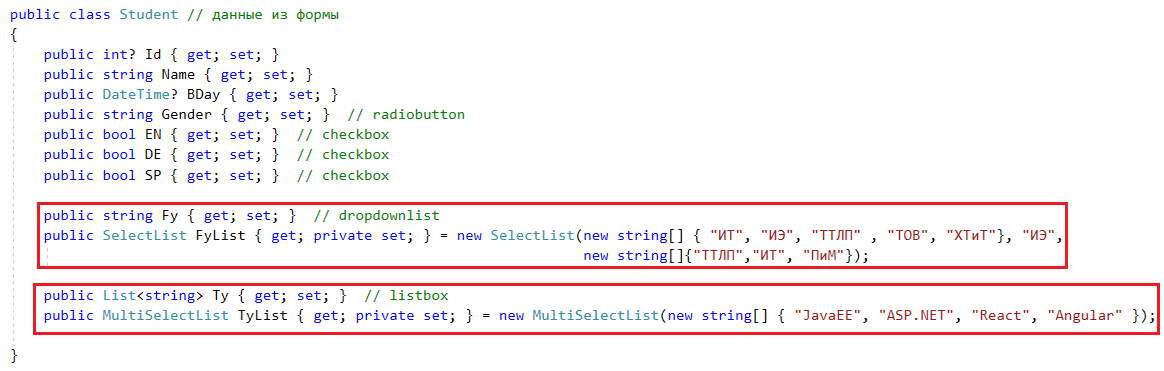 public class Student // данные из формы
{
    public int? Id { get; set; }
    public string Name { get; set; }
    public DateTime? BDay { get; set; }
    public string Gender { get; set; }  // radiobutton
    public bool EN { get; set; }  // checkbox
    public bool DE { get; set; }  // checkbox
    public bool SP { get; set; }  // checkbox
    public string Fy { get; set; }  // dropdownlist
    public SelectList FyList { get; private set; } = new SelectList(new string[] { "ИТ", "ИЭ", "ТТЛП" , "ТОВ", "ХТиТ"}, "ИЭ",
                                                                    new string[]{"ТТЛП","ИТ", "ПиМ"});
    public List<string> Ty { get; set; }  // listbox
    public MultiSelectList TyList { get; private set; } = new MultiSelectList(new string[] { "JavaEE", "ASP.NET", "React", "Angular" });
}